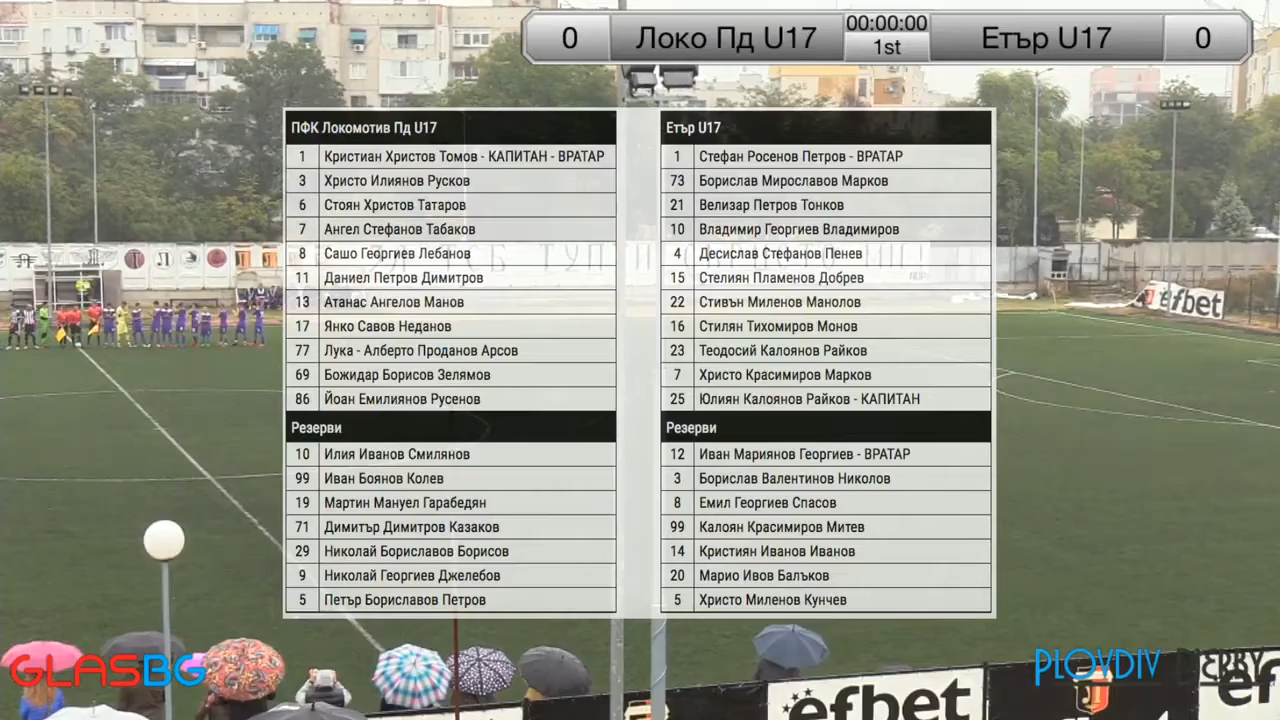 0 Локо Пд U17 00:00:00 Етър U17 0
1st
ПФК Локомотив Пд U17
1 Кристиан Христов Томов - КАПИТАН - ВРАТАР
3 Христо Илиянов Русков
6 Стоян Христов Татаров
7 Ангел Стефанов Табаков
8 Сашо Георгиев Лебанов
11 Даниел Петров Димитров
13 Атанас Ангелов Манов
17 Янко Савов Неданов
77 Лука - Алберто Проданов Арсов
69 Божидар Борисов Зелямов
86 Йоан Емилиянов Русенов
Резерви
10 Илия Иванов Смилянов
99 Иван Боянов Колев
19 Мартин Мануел Гарабедян
71 Димитър Димитров Казаков
29 Николай Бориславов Борисов
9 Николай Георгиев Джелебов
5 Петър Бориславов Петров
Етър U17
1 Стефан Росенов Петров - ВРАТАР
73 Борислав Мирославов Марков
21 Велизар Петров Тонков
10 Владимир Георгиев Владимиров
4 Десислав Стефанов Пенев
15 Стелиян Пламенов Добрев
22 Стивън Миленов Манолов
16 Стилян Тихомиров Монов
23 Теодосий Калоянов Райков
7 Христо Красимиров Марков
25 Юлиян Калоянов Райков - КАПИТАН
Резерви
12 Иван Мариянов Георгиев - ВРАТАР
3 Борислав Валентинов Николов
8 Емил Георгиев Спасов
99 Калоян Красимиров Митев
14 Кристиян Иванов Иванов
20 Марио Ивов Балъков
5 Христо Миленов Кунчев
efbet
GLASBG
PLOVDIV DERBY
efbet